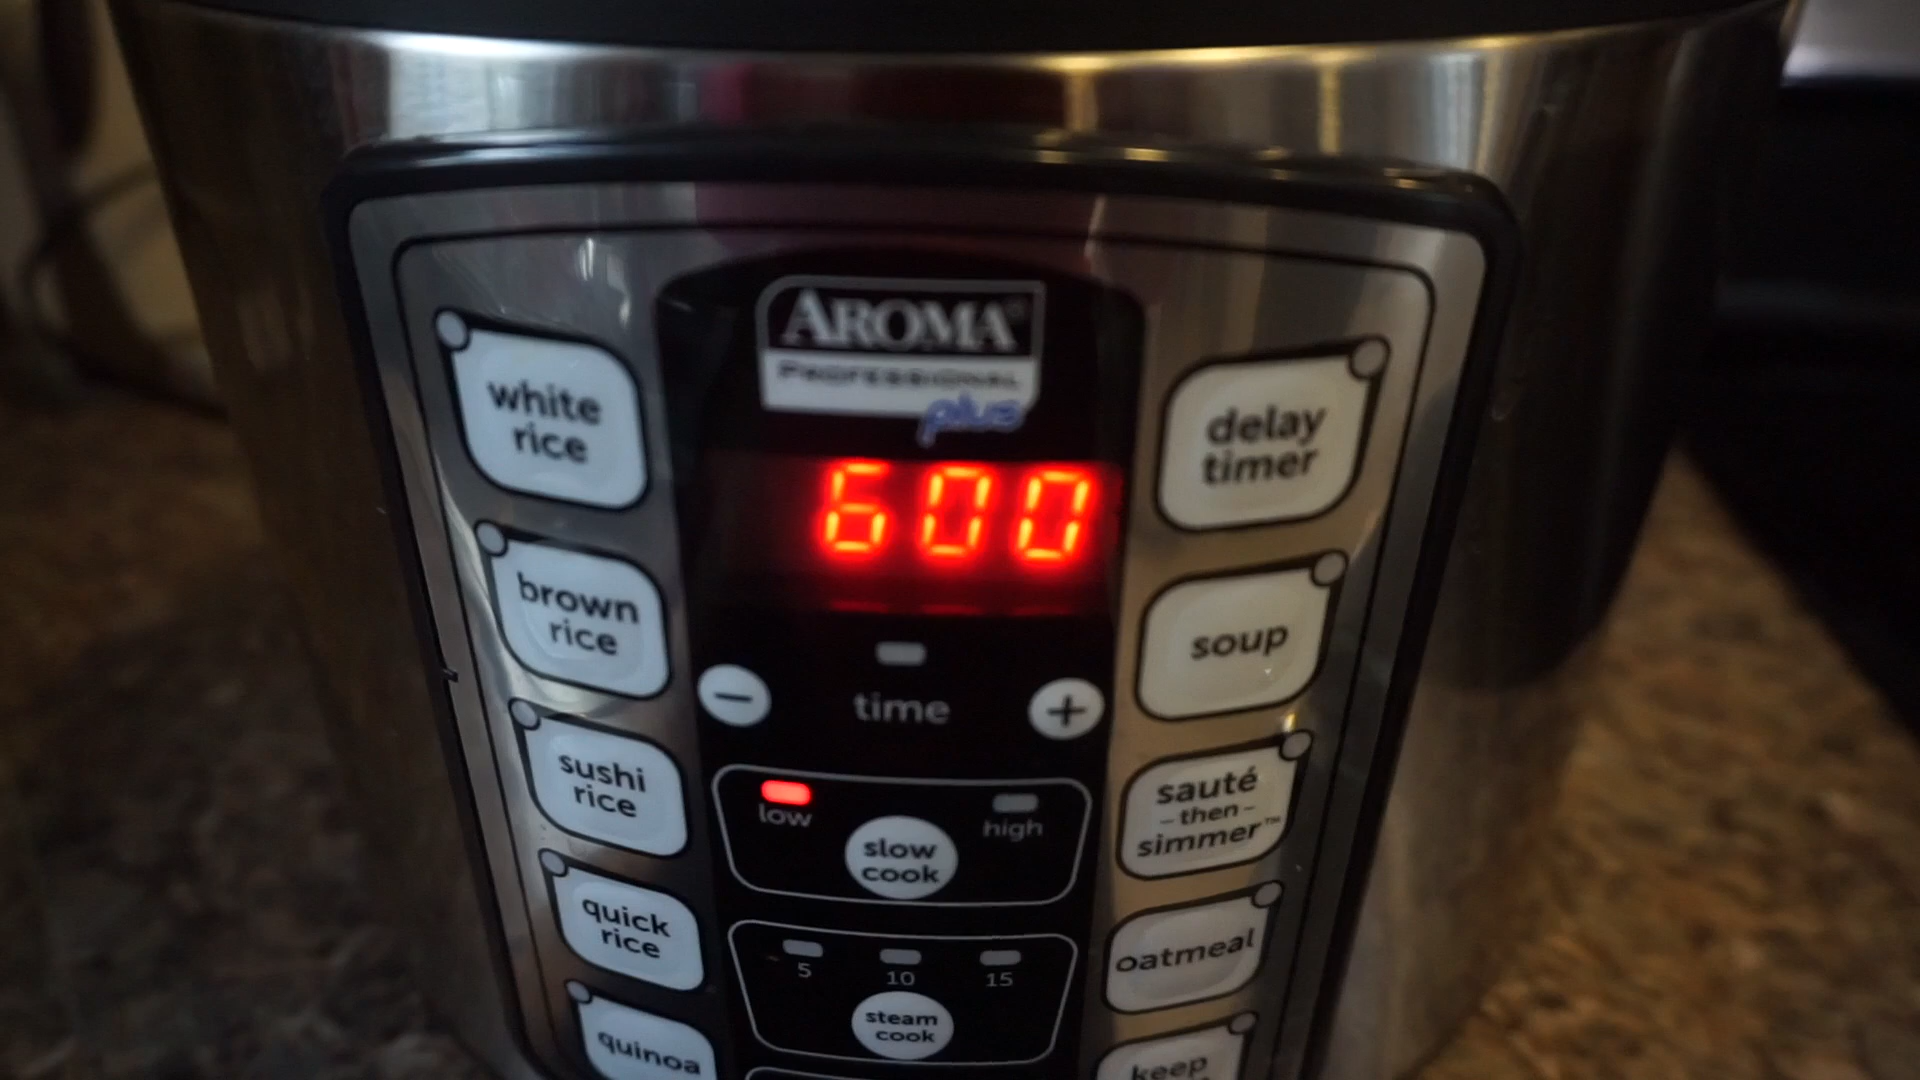 AROMA®
PROFESSIONAL
plus
600
white
rice
brown
rice
sushi
rice
quick
rice
quinoa
−
time
+
low
high
slow
cook
5
10
15
steam
cook
delay
timer
soup
sauté
–then–
simmer™
oatmeal
keep